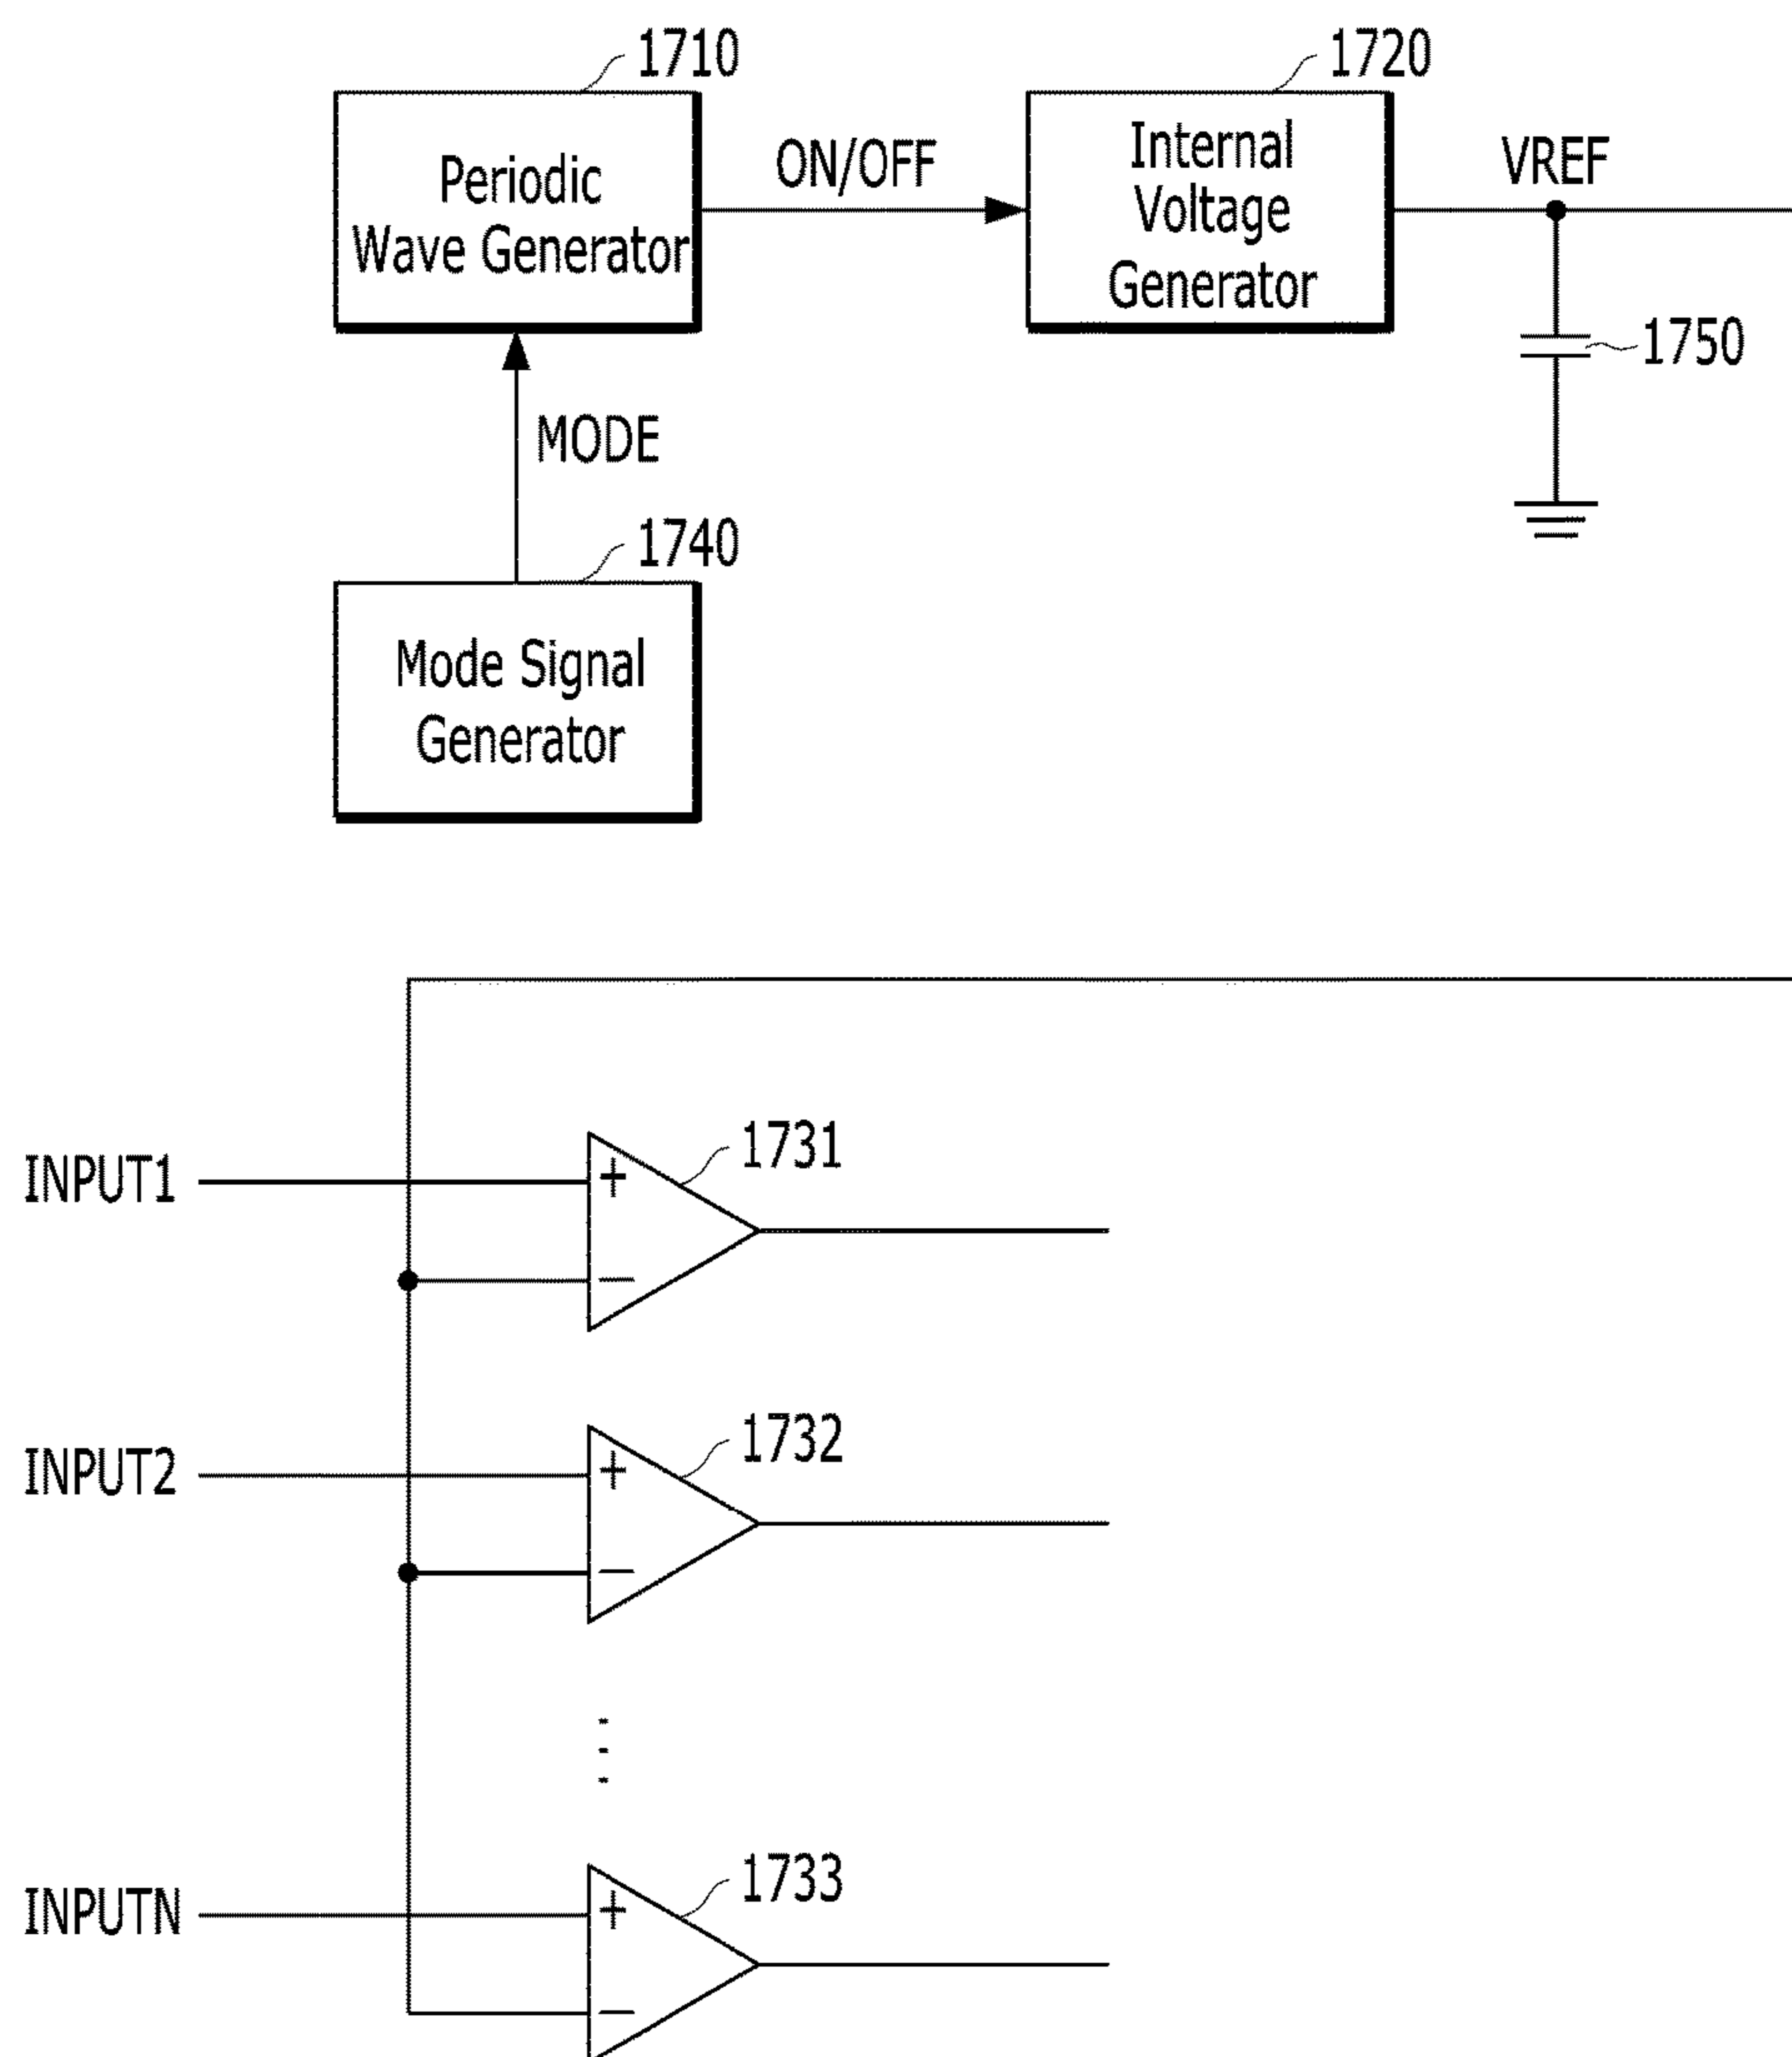 1710
Periodic
Wave Generator
ON/OFF
1720
Internal
Voltage
Generator
VREF
1750
MODE
1740
Mode Signal
Generator
INPUT1
+
−
1731
INPUT2
+
−
1732
INPUTN
+
−
1733